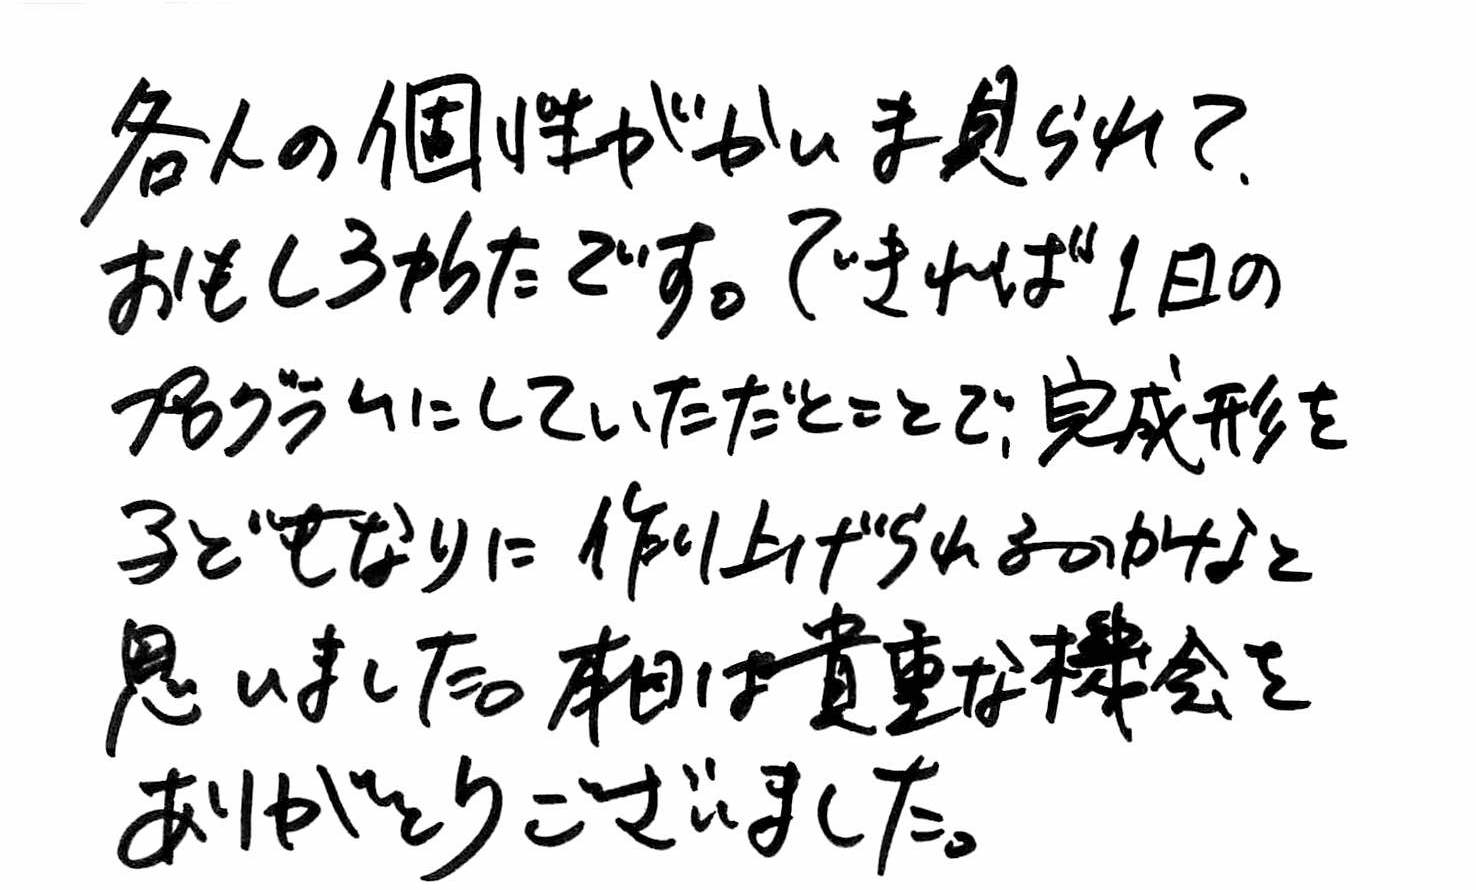 各人の個性がかいま見られて、
おもしろかったです。できれば1日の
プログラムにしていただくことで、完成形を
子どもなりに作り上げられるのかなと
思いました。本日は貴重な機会を
ありがとうございました。